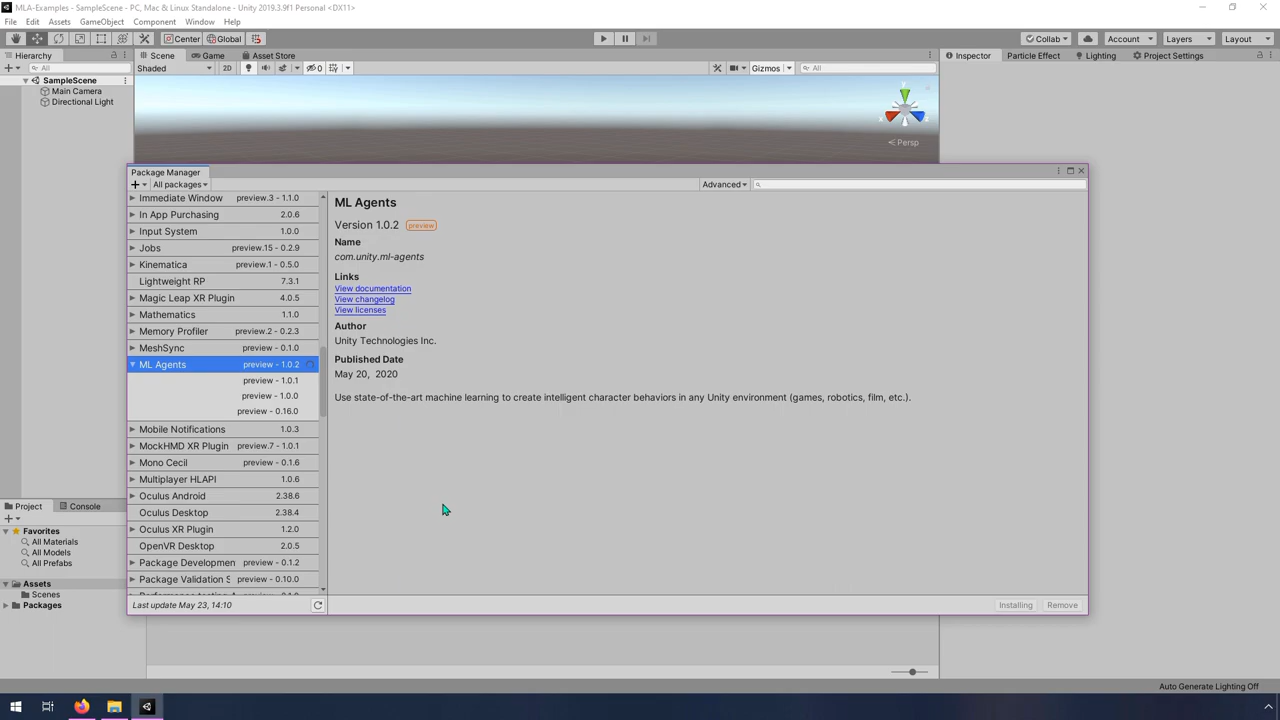 MLA-Examples - SampleScene - PC, Mac & Linux Standalone - Unity 2019.3.9f1 Personal <DX11>
File Edit Assets GameObject Component Window Help
Center Global Collab Account Layers Layout
Hierarchy Scene Game Asset Store Inspector Particle Effect Lighting Project Settings
All Shaded 2D 0 Gizmos All
SampleScene
Main Camera
Directional Light
y
x
Persp
Package Manager
All packages Advanced
Immediate Window preview.3 - 1.1.0
In App Purchasing 2.0.6
Input System 1.0.0
Jobs preview.15 - 0.2.9
Kinematica preview.1 - 0.5.0
Lightweight RP 7.3.1
Magic Leap XR Plugin 4.0.5
Mathematics 1.1.0
Memory Profiler preview.2 - 0.2.3
MeshSync preview - 0.1.0
ML Agents preview - 1.0.2
preview - 1.0.1
preview - 1.0.0
preview - 0.16.0
Mobile Notifications 1.0.3
MockHMD XR Plugin preview.7 - 1.0.1
Mono Cecil preview - 0.1.6
Multiplayer HLAPI 1.0.6
Oculus Android 2.38.6
Oculus Desktop 2.38.4
Oculus XR Plugin 1.2.0
OpenVR Desktop 2.0.5
Package Developmen preview - 0.1.2
Package Validation S preview - 0.10.0
Last update May 23, 14:10
ML Agents
Version 1.0.2 preview
Name
com.unity.ml-agents
Links
View documentation
View changelog
View licenses
Author
Unity Technologies Inc.
Published Date
May 20, 2020
Use state-of-the-art machine learning to create intelligent character behaviors in any Unity environment (games, robotics, film, etc.).
Installing Remove
Project Console
Favorites
All Materials
All Models
All Prefabs
Assets
Scenes
Packages
Auto Generate Lighting Off